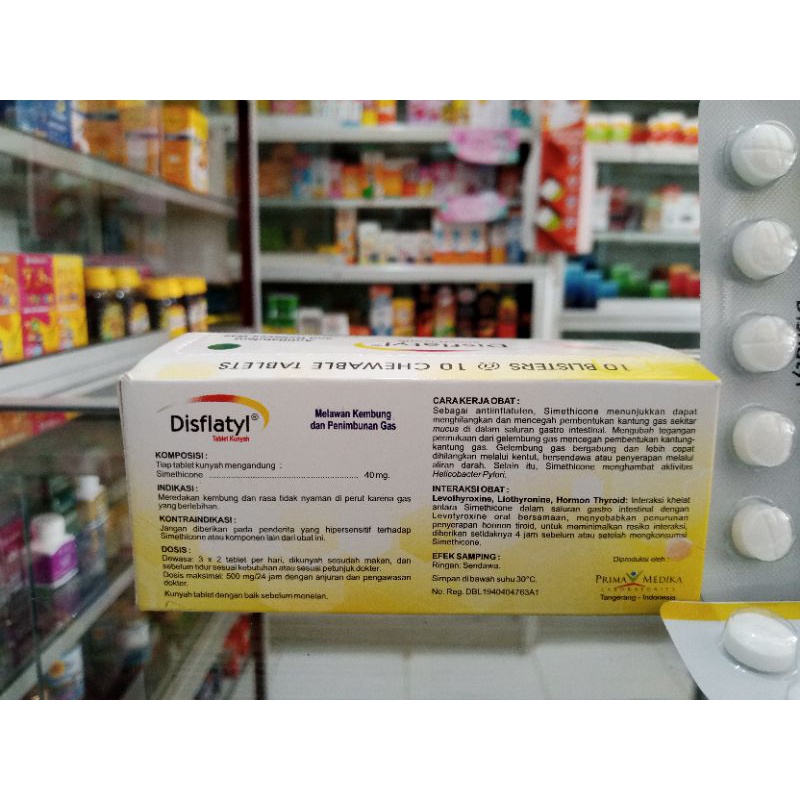 10 BLISTERS @ 10 CHEWABLE TABLETS
Disflatyl®
Disflatyl®
Tablet Kunyah
Melawan Kembung
dan Penimbunan Gas
KOMPOSISI :
Tiap tablet kunyah mengandung :
Simethicone ........................................................ 40 mg.
INDIKASI :
Meredakan kembung dan rasa tidak nyaman di perut karena gas
yang berlebihan.
KONTRAINDIKASI :
Jangan diberikan pada penderita yang hipersensitif terhadap
Simethicone atau komponen lain dari obat ini.
DOSIS :
Dewasa: 3 x 2 tablet per hari, dikunyah sesudah makan, dan
sebelum tidur sesuai kebutuhan atau sesuai petunjuk dokter.
Dosis maksimal: 500 mg/24 jam dengan anjuran dan pengawasan
dokter.
Kunyah tablet dengan baik sebelum menelan.
CARA KERJA OBAT :
Sebagai antiintlatulen, Simethicone menunjukkan dapat
menghilangkan dan mencegah pembentukan kantung gas sekitar
mucus di dalam saluran gastro intestinal. Mengubah tegangan
permukaan dari gelembung gas mencegah pembentukan kantung-
kantung gas. Gelembung gas bergabung dan lebih cepat
dihilangkan melalui kentut, bersendawa atau penyerapan melalui
aliran darah. Selain itu, Simethicone menghambat aktivitas
Helicobacter Pylori.
INTERAKSI OBAT :
Levothyroxine, Liothyronine, Hormon Thyroid: Interaksi khelat
antara Simethicone dalam saluran gastro intestinal dengan
Levotyroxine oral bersamaan, menyebabkan penurunan
penyerapan hormon tiroid, untuk meminimalkan risiko interaksi,
diberikan setidaknya 4 jam sebelum atau setelah mengkonsumsi
Simethicone.
EFEK SAMPING :
Ringan: Sendawa.
Simpan di bawah suhu 30°C.
No. Reg. DBL1940404763A1
Diproduksi oleh :
PRIMA MEDIKA
LABORATORIES
Tangerang - Indonesia